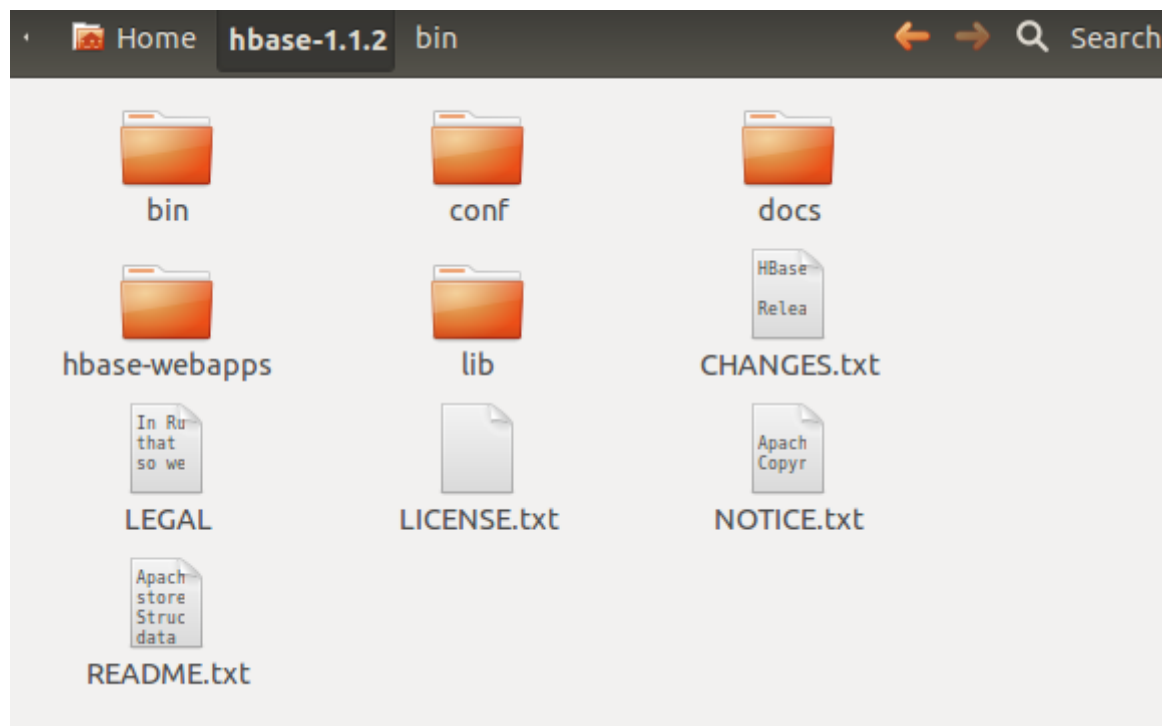 Home hbase-1.1.2 bin Search
bin conf docs
HBase
Relea
hbase-webapps lib CHANGES.txt
In Ru
that
so we
Apach
Copyr
LEGAL LICENSE.txt NOTICE.txt
Apach
store
Struc
data
README.txt